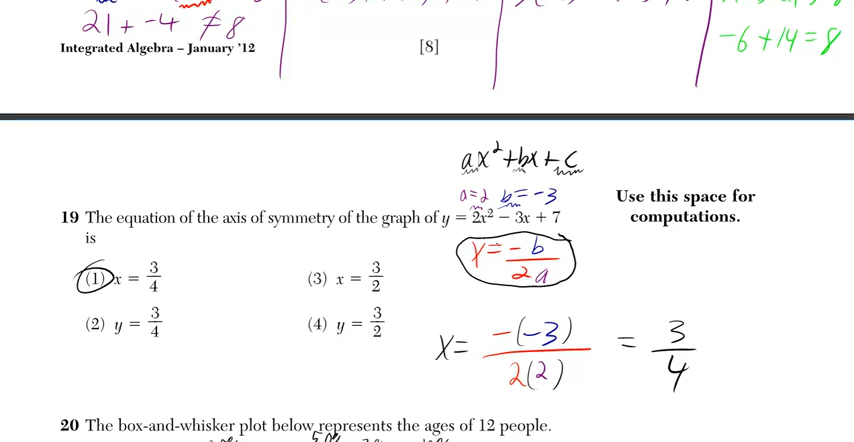 21 + -4 ≠ 8
-6 + 14 = 8
Integrated Algebra – January ’12
[8]
ax² + bx + c
a = 2 b = -3
Use this space for
computations.
19 The equation of the axis of symmetry of the graph of y = 2x² − 3x + 7
is
x = -b/2a
(1) x = 3/4
(3) x = 3/2
(2) y = 3/4
(4) y = 3/2
x = -(-3)/2(2) = 3/4
20 The box-and-whisker plot below represents the ages of 12 people.